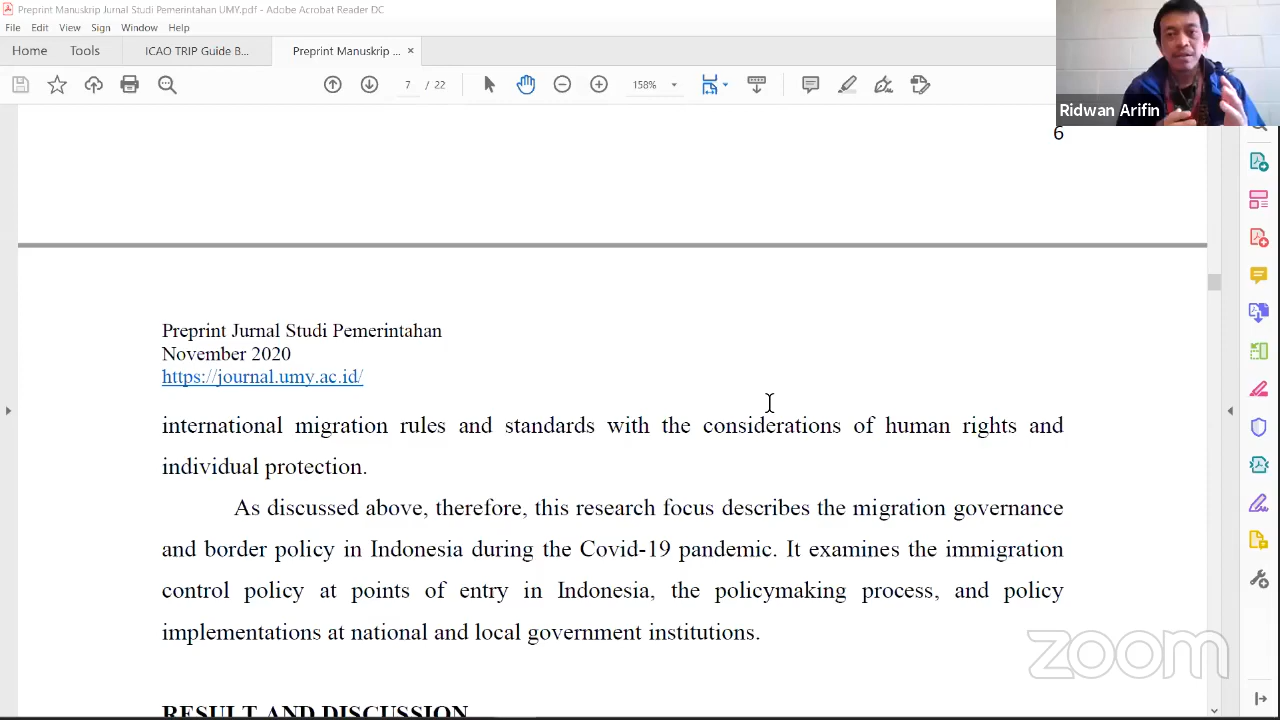 Preprint Manuskrip Jurnal Studi Pemerintahan UMY.pdf - Adobe Acrobat Reader DC
File Edit View Sign Window Help
Home Tools ICAO TRIP Guide B... Preprint Manuskrip ... ×
7 / 22 158%
Ridwan Arifin
6
Preprint Jurnal Studi Pemerintahan
November 2020
https://journal.umy.ac.id/
international migration rules and standards with the considerations of human rights and
individual protection.
As discussed above, therefore, this research focus describes the migration governance
and border policy in Indonesia during the Covid-19 pandemic. It examines the immigration
control policy at points of entry in Indonesia, the policymaking process, and policy
implementations at national and local government institutions.
zoom
RESULT AND DISCUSSION